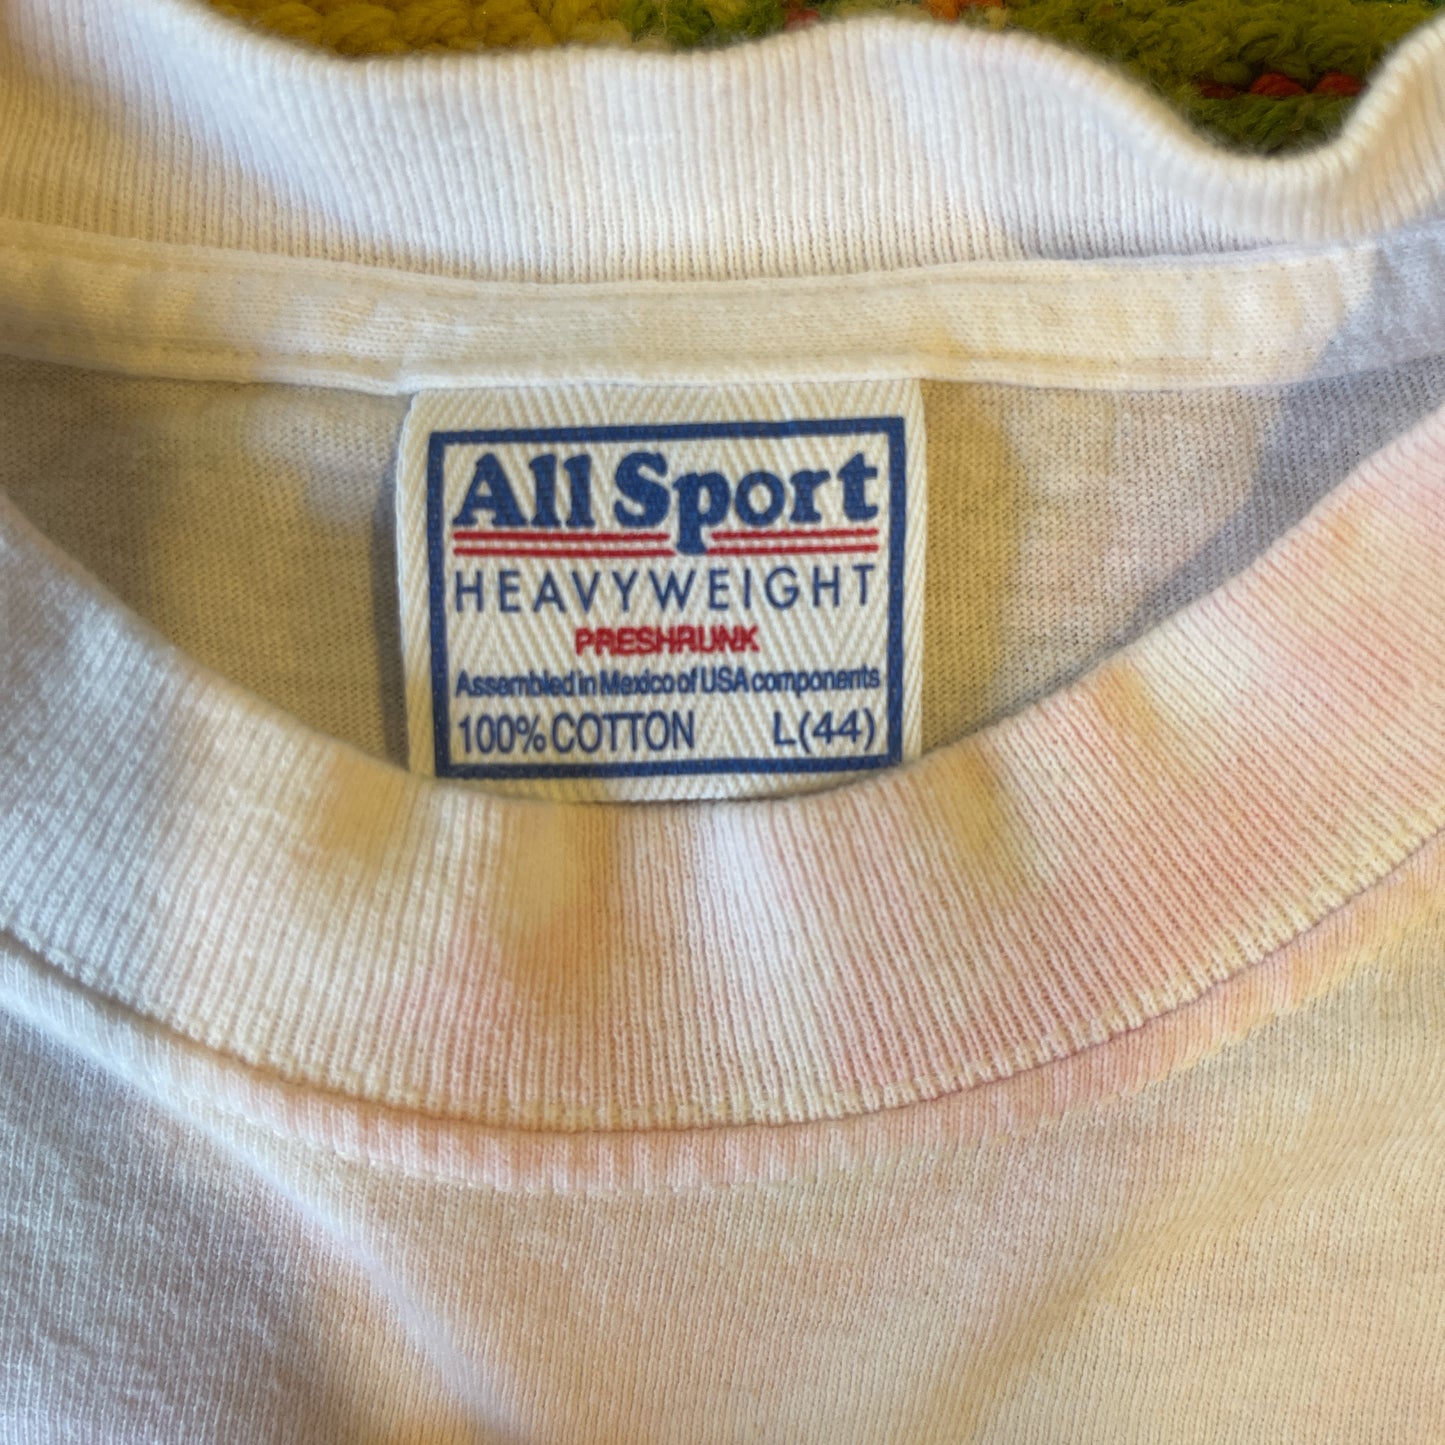 All Sport
HEAVYWEIGHT
PRESHRUNK
Assembled in Mexico of USA components
100% COTTON L(44)